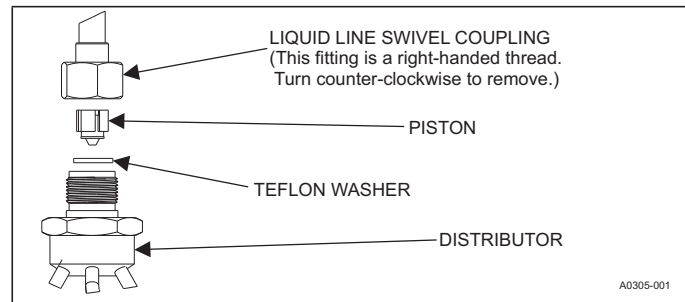 LIQUID LINE SWIVEL COUPLING
(This fitting is a right-handed thread.
Turn counter-clockwise to remove.)
PISTON
TEFLON WASHER
DISTRIBUTOR
A0305-001